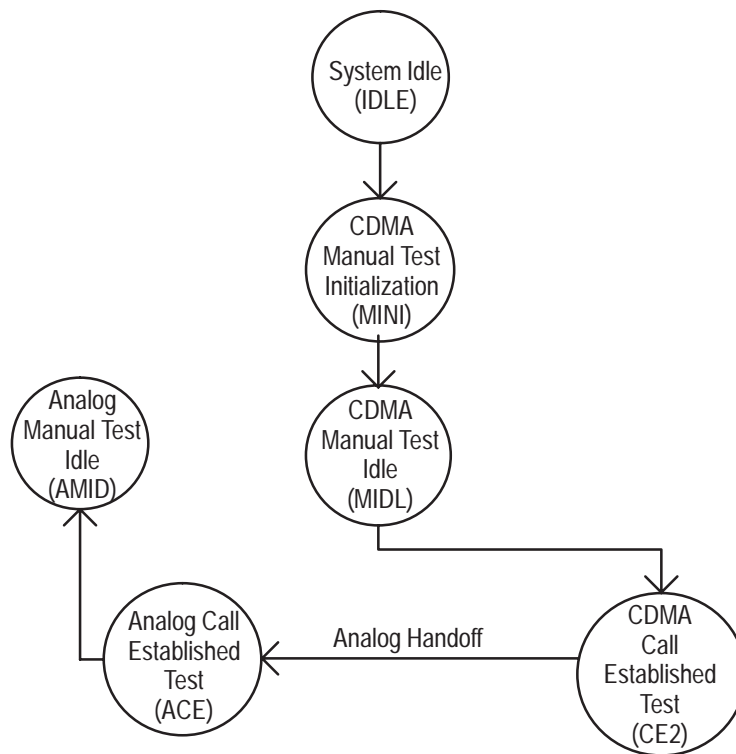 System Idle
(IDLE)
CDMA
Manual Test
Initialization
(MINI)
CDMA
Manual Test
Idle
(MIDL)
Analog
Manual Test
Idle
(AMID)
Analog Call
Established
Test
(ACE)
Analog Handoff
CDMA
Call
Established
Test
(CE2)